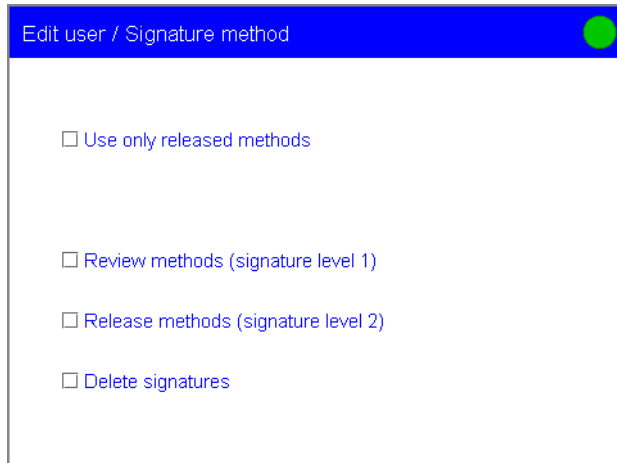 Edit user / Signature method
Use only released methods
Review methods (signature level 1)
Release methods (signature level 2)
Delete signatures